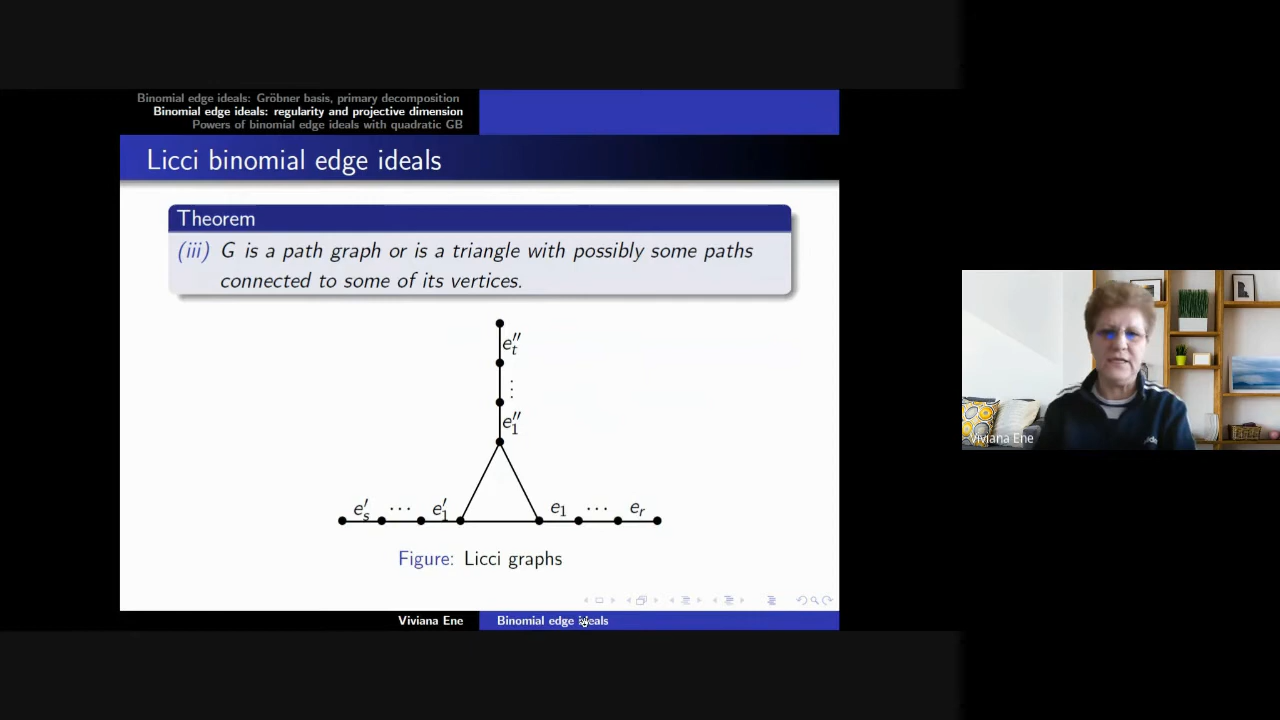 Binomial edge ideals: Gröbner basis, primary decomposition
Binomial edge ideals: regularity and projective dimension
Powers of binomial edge ideals with quadratic GB
Licci binomial edge ideals
Theorem
(iii) G is a path graph or is a triangle with possibly some paths
connected to some of its vertices.
e″ₜ
⋮
e″₁
e′ₛ ⋯ e′₁ e₁ ⋯ eᵣ
Figure: Licci graphs
Viviana Ene Binomial edge ideals
Viviana Ene